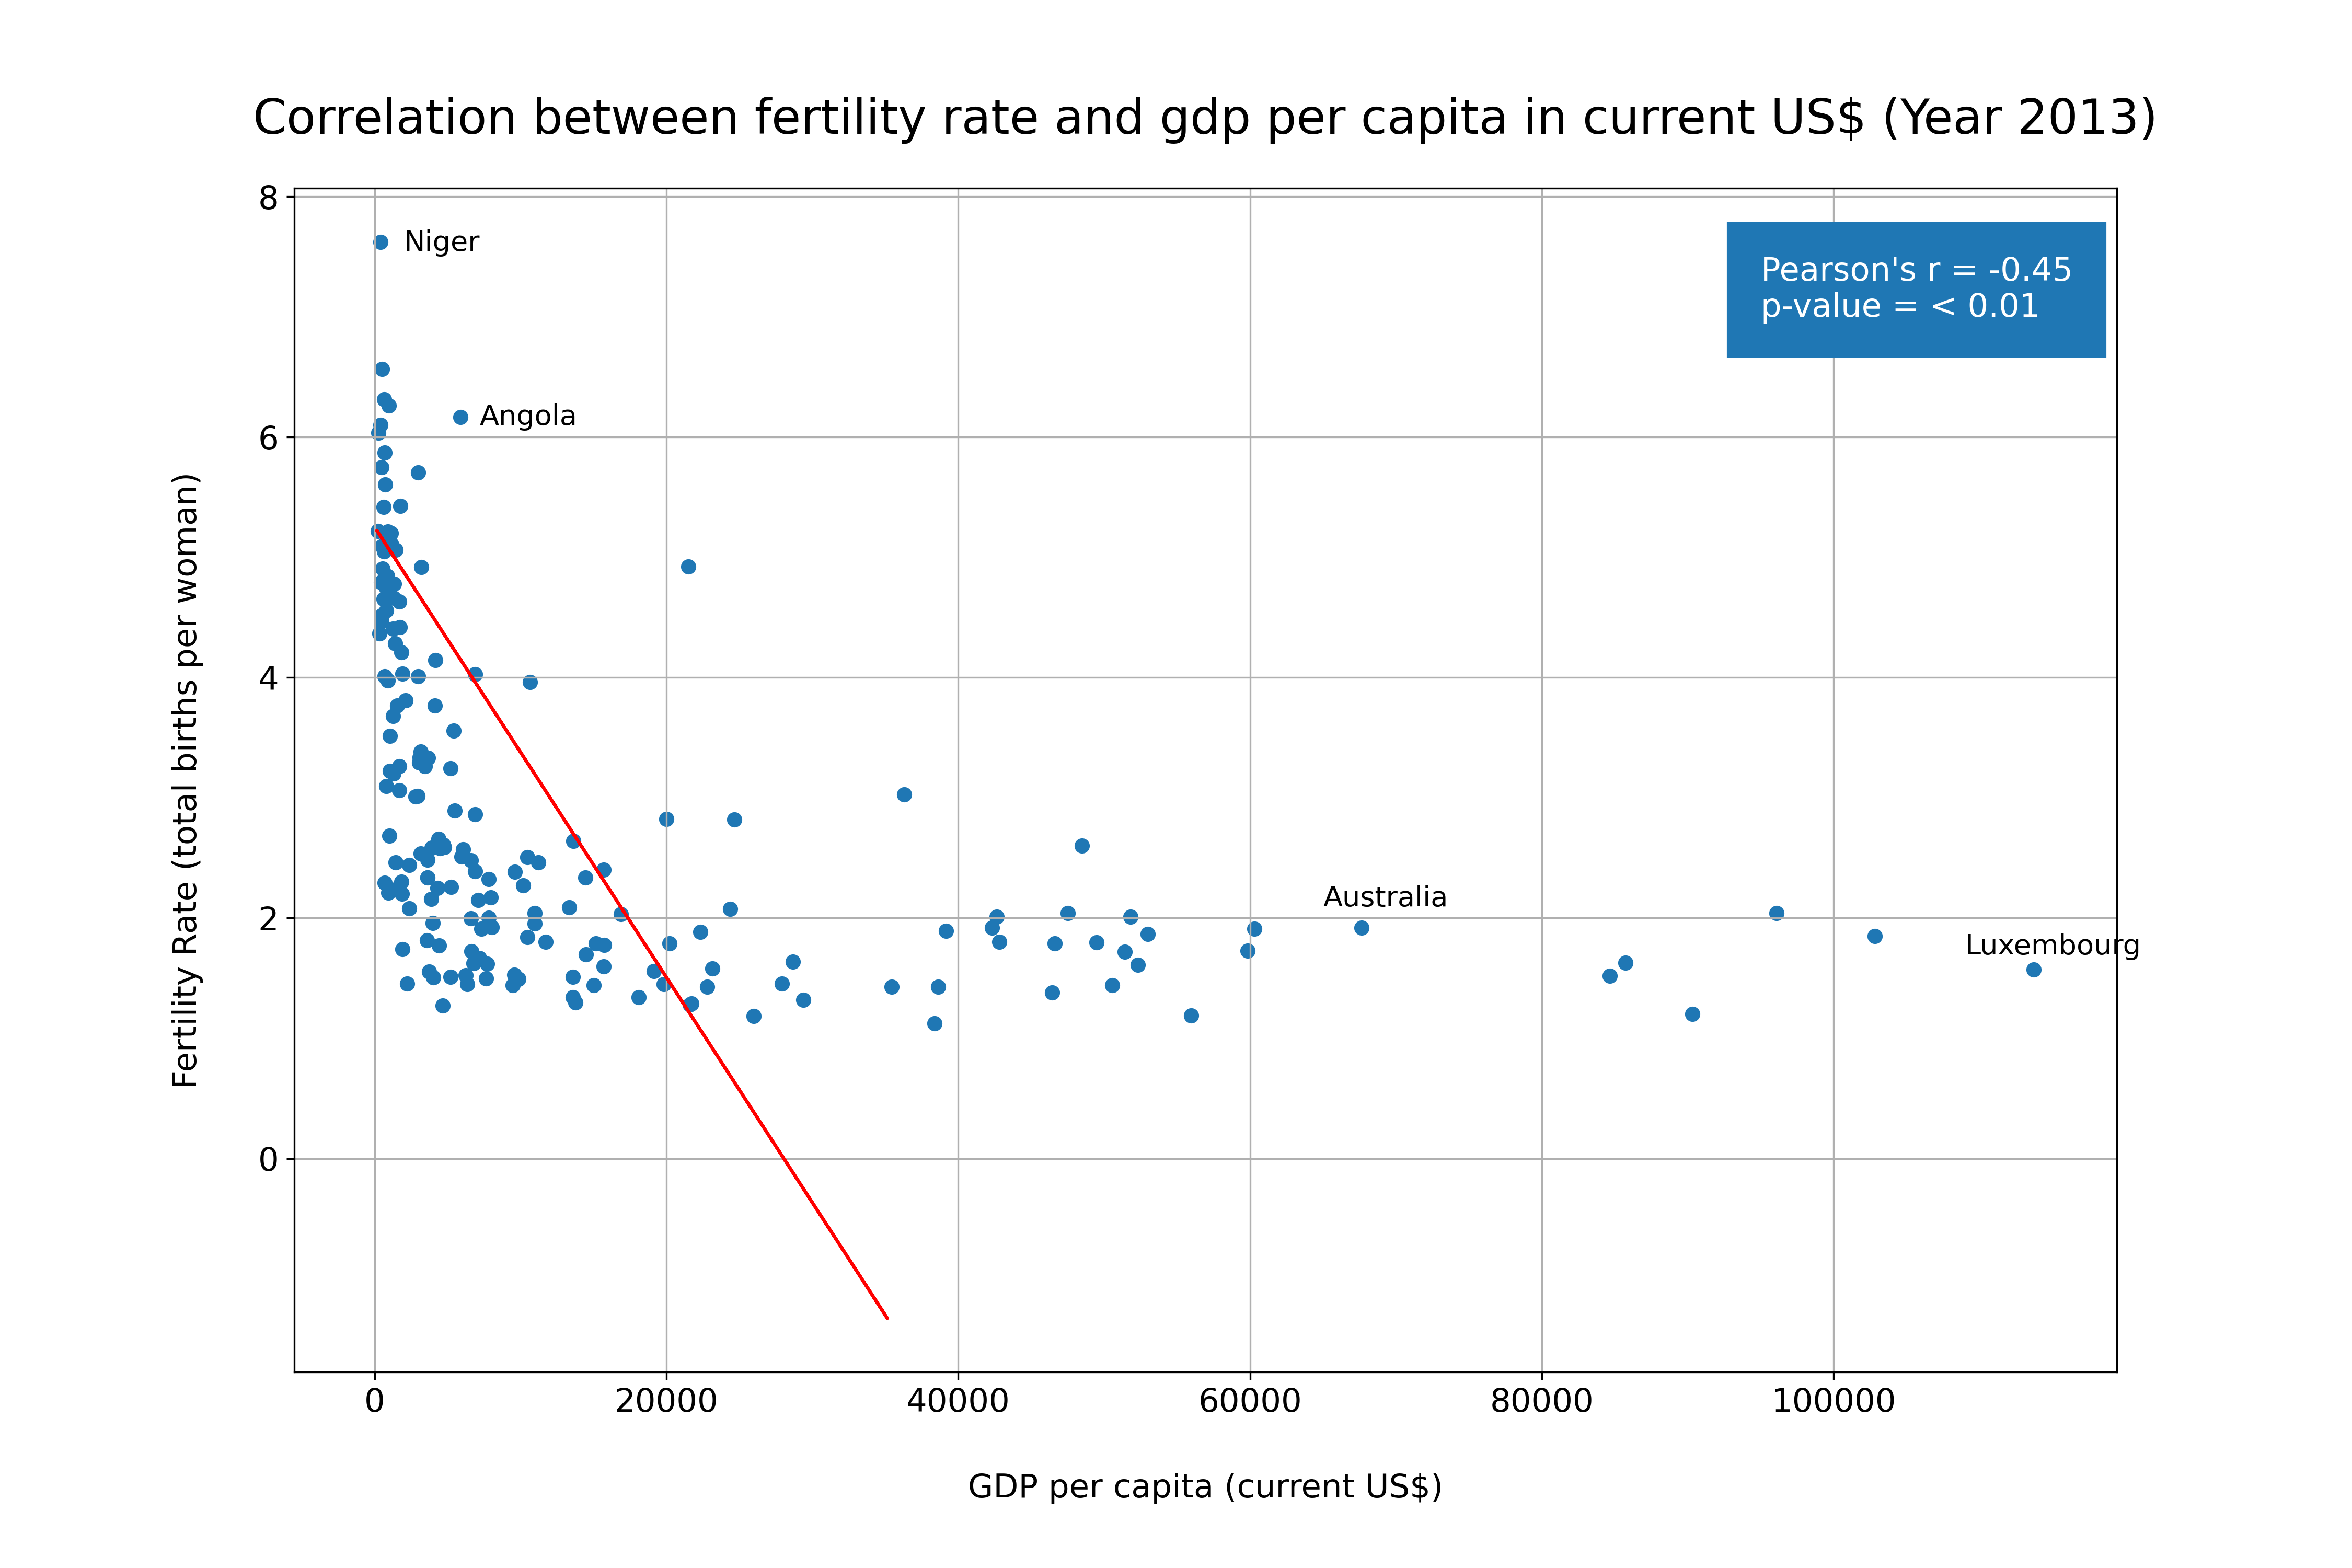 Correlation between fertility rate and gdp per capita in current US$ (Year 2013)
8
Niger
Pearson's r = -0.45
p-value = < 0.01
Angola
6
4
Australia
2
Luxembourg
0
Fertility Rate (total births per woman)
0
20000
40000
60000
80000
100000
GDP per capita (current US$)